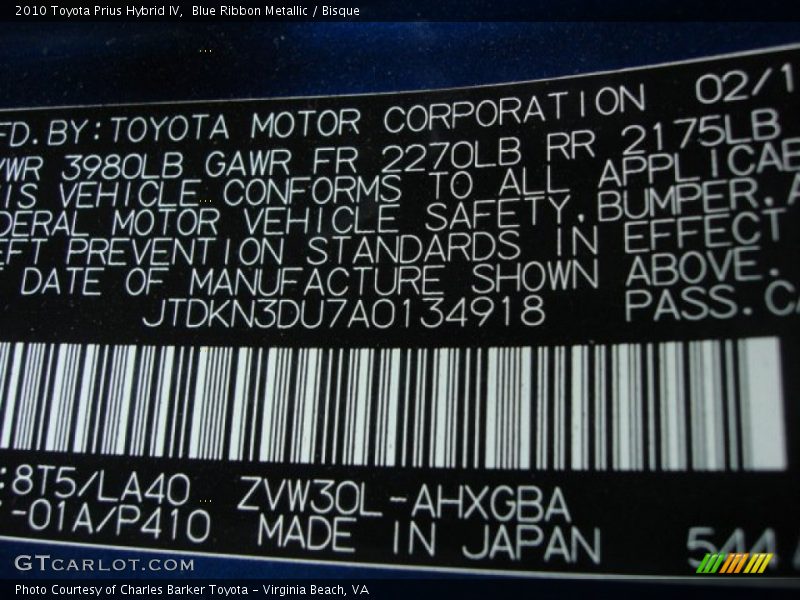 2010 Toyota Prius Hybrid IV,  Blue Ribbon Metallic / Bisque
FD.BY:TOYOTA MOTOR CORPORATION 02/1
VWR 3980LB GAWR FR 2270LB RR 2175LB
IS VEHICLE CONFORMS TO ALL APPLICAB
DERAL MOTOR VEHICLE SAFETY,BUMPER,A
EFT PREVENTION STANDARDS IN EFFECT
DATE OF MANUFACTURE SHOWN ABOVE.
JTDKN3DU7A0134918 PASS.CA
:8T5/LA40 ZVW30L-AHXGBA
-01A/P410 MADE IN JAPAN 544
GTCARLOT.COM
Photo Courtesy of Charles Barker Toyota - Virginia Beach, VA